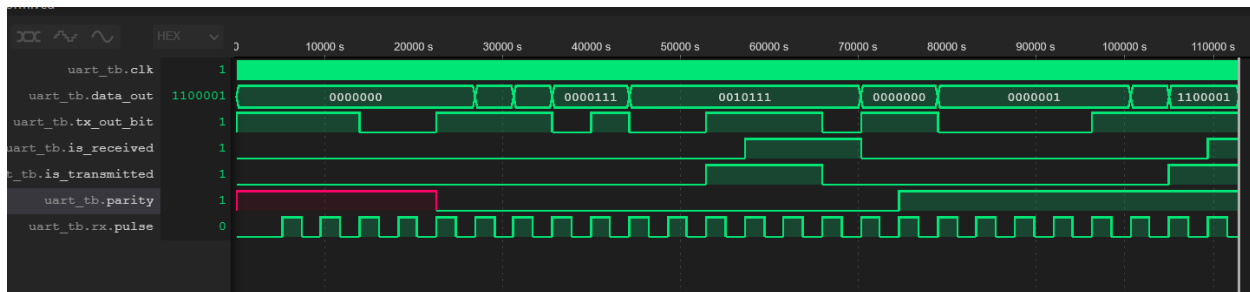 HEX
0 10000 s 20000 s 30000 s 40000 s 50000 s 60000 s 70000 s 80000 s 90000 s 100000 s 110000 s
uart_tb.clk 1
uart_tb.data_out 1100001 0000000 0000111 0010111 0000000 0000001 1100001
uart_tb.tx_out_bit 1
uart_tb.is_received 1
t_tb.is_transmitted 1
uart_tb.parity 1
uart_tb.rx.pulse 0